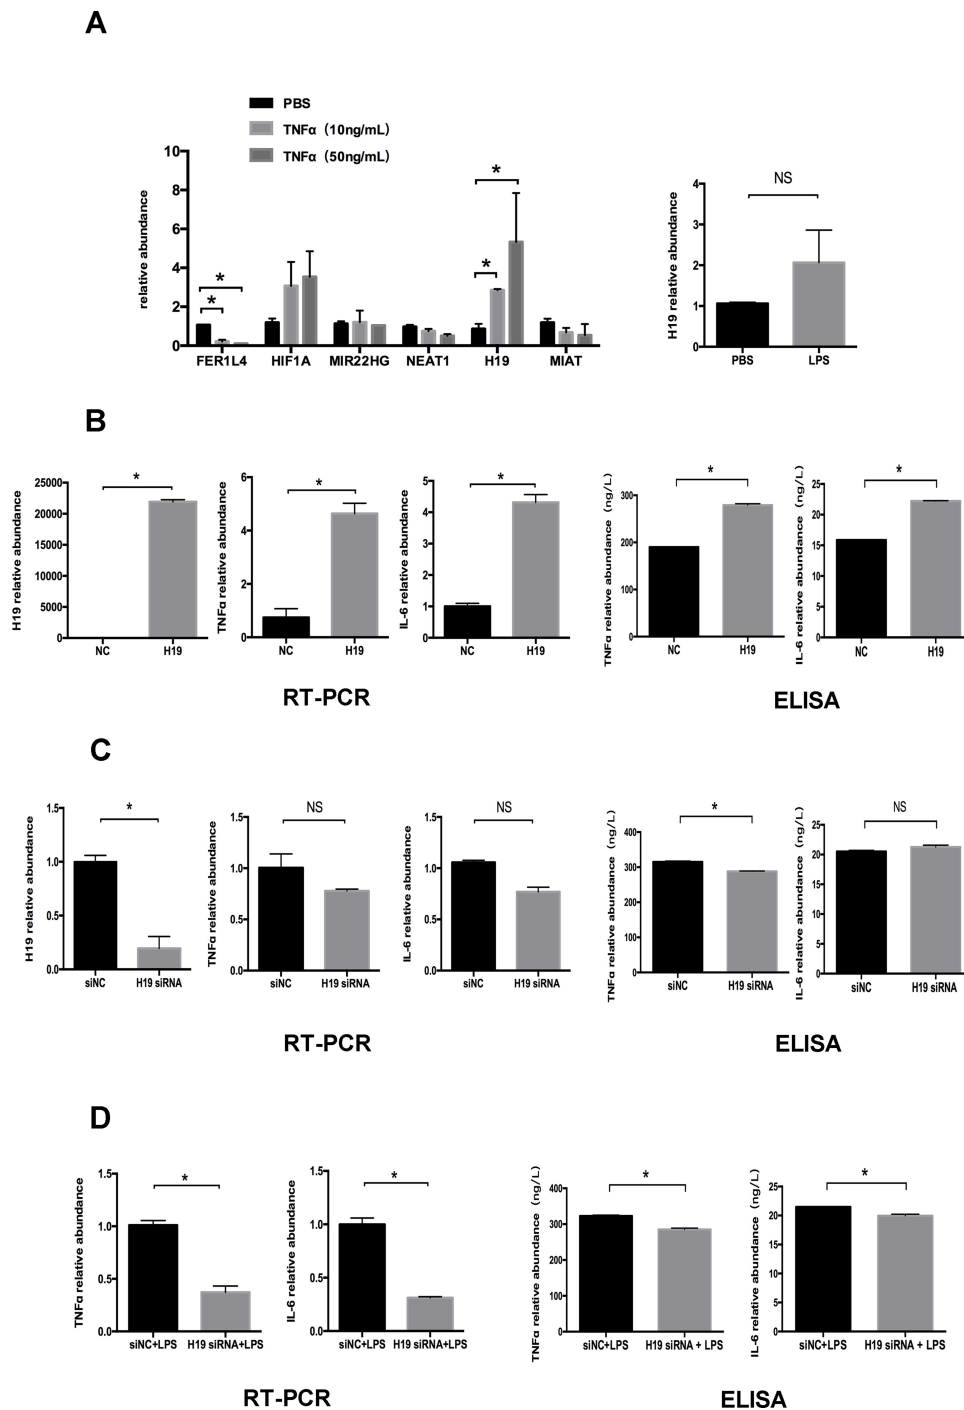 A
PBS
TNFα（10ng/mL）
TNFα（50ng/mL）
relative abundance
10
8
6
4
2
0
*
*
*
*
FER1L4 HIF1A MIR22HG NEAT1 H19 MIAT
H19 relative abundance
4
3
2
1
0
NS
PBS LPS
B
H19 relative abundance
25000
20000
15000
10000
5000
0
*
NC H19
TNFα relative abundance
6
4
2
0
*
NC H19
IL-6 relative abundance
5
4
3
2
1
0
*
NC H19
TNFα relative abundance（ng/L）
300
200
100
0
*
NC H19
IL-6 relative abundance（ng/L）
25
20
15
10
5
0
*
NC H19
RT-PCR
ELISA
C
H19 relative abundance
1.5
1.0
0.5
0.0
*
siNC H19 siRNA
TNFα relative abundance
1.5
1.0
0.5
0.0
NS
siNC H19 siRNA
IL-6 relative abundance
1.5
1.0
0.5
0.0
NS
siNC H19 siRNA
TNFα relative abundance（ng/L）
400
300
200
100
0
*
siNC H19 siRNA
IL-6 relative abundance（ng/L）
25
20
15
10
5
0
NS
siNC H19 siRNA
RT-PCR
ELISA
D
TNFα relative abundance
1.5
1.0
0.5
0.0
*
siNC+LPS H19 siRNA+LPS
IL-6 relative abundance
1.5
1.0
0.5
0.0
*
siNC+LPS H19 siRNA+LPS
TNFα relative abundance（ng/L）
400
300
200
100
0
*
siNC+LPS H19 siRNA + LPS
IL-6 relative abundance（ng/L）
25
20
15
10
5
0
*
siNC+LPS H19 siRNA + LPS
RT-PCR
ELISA